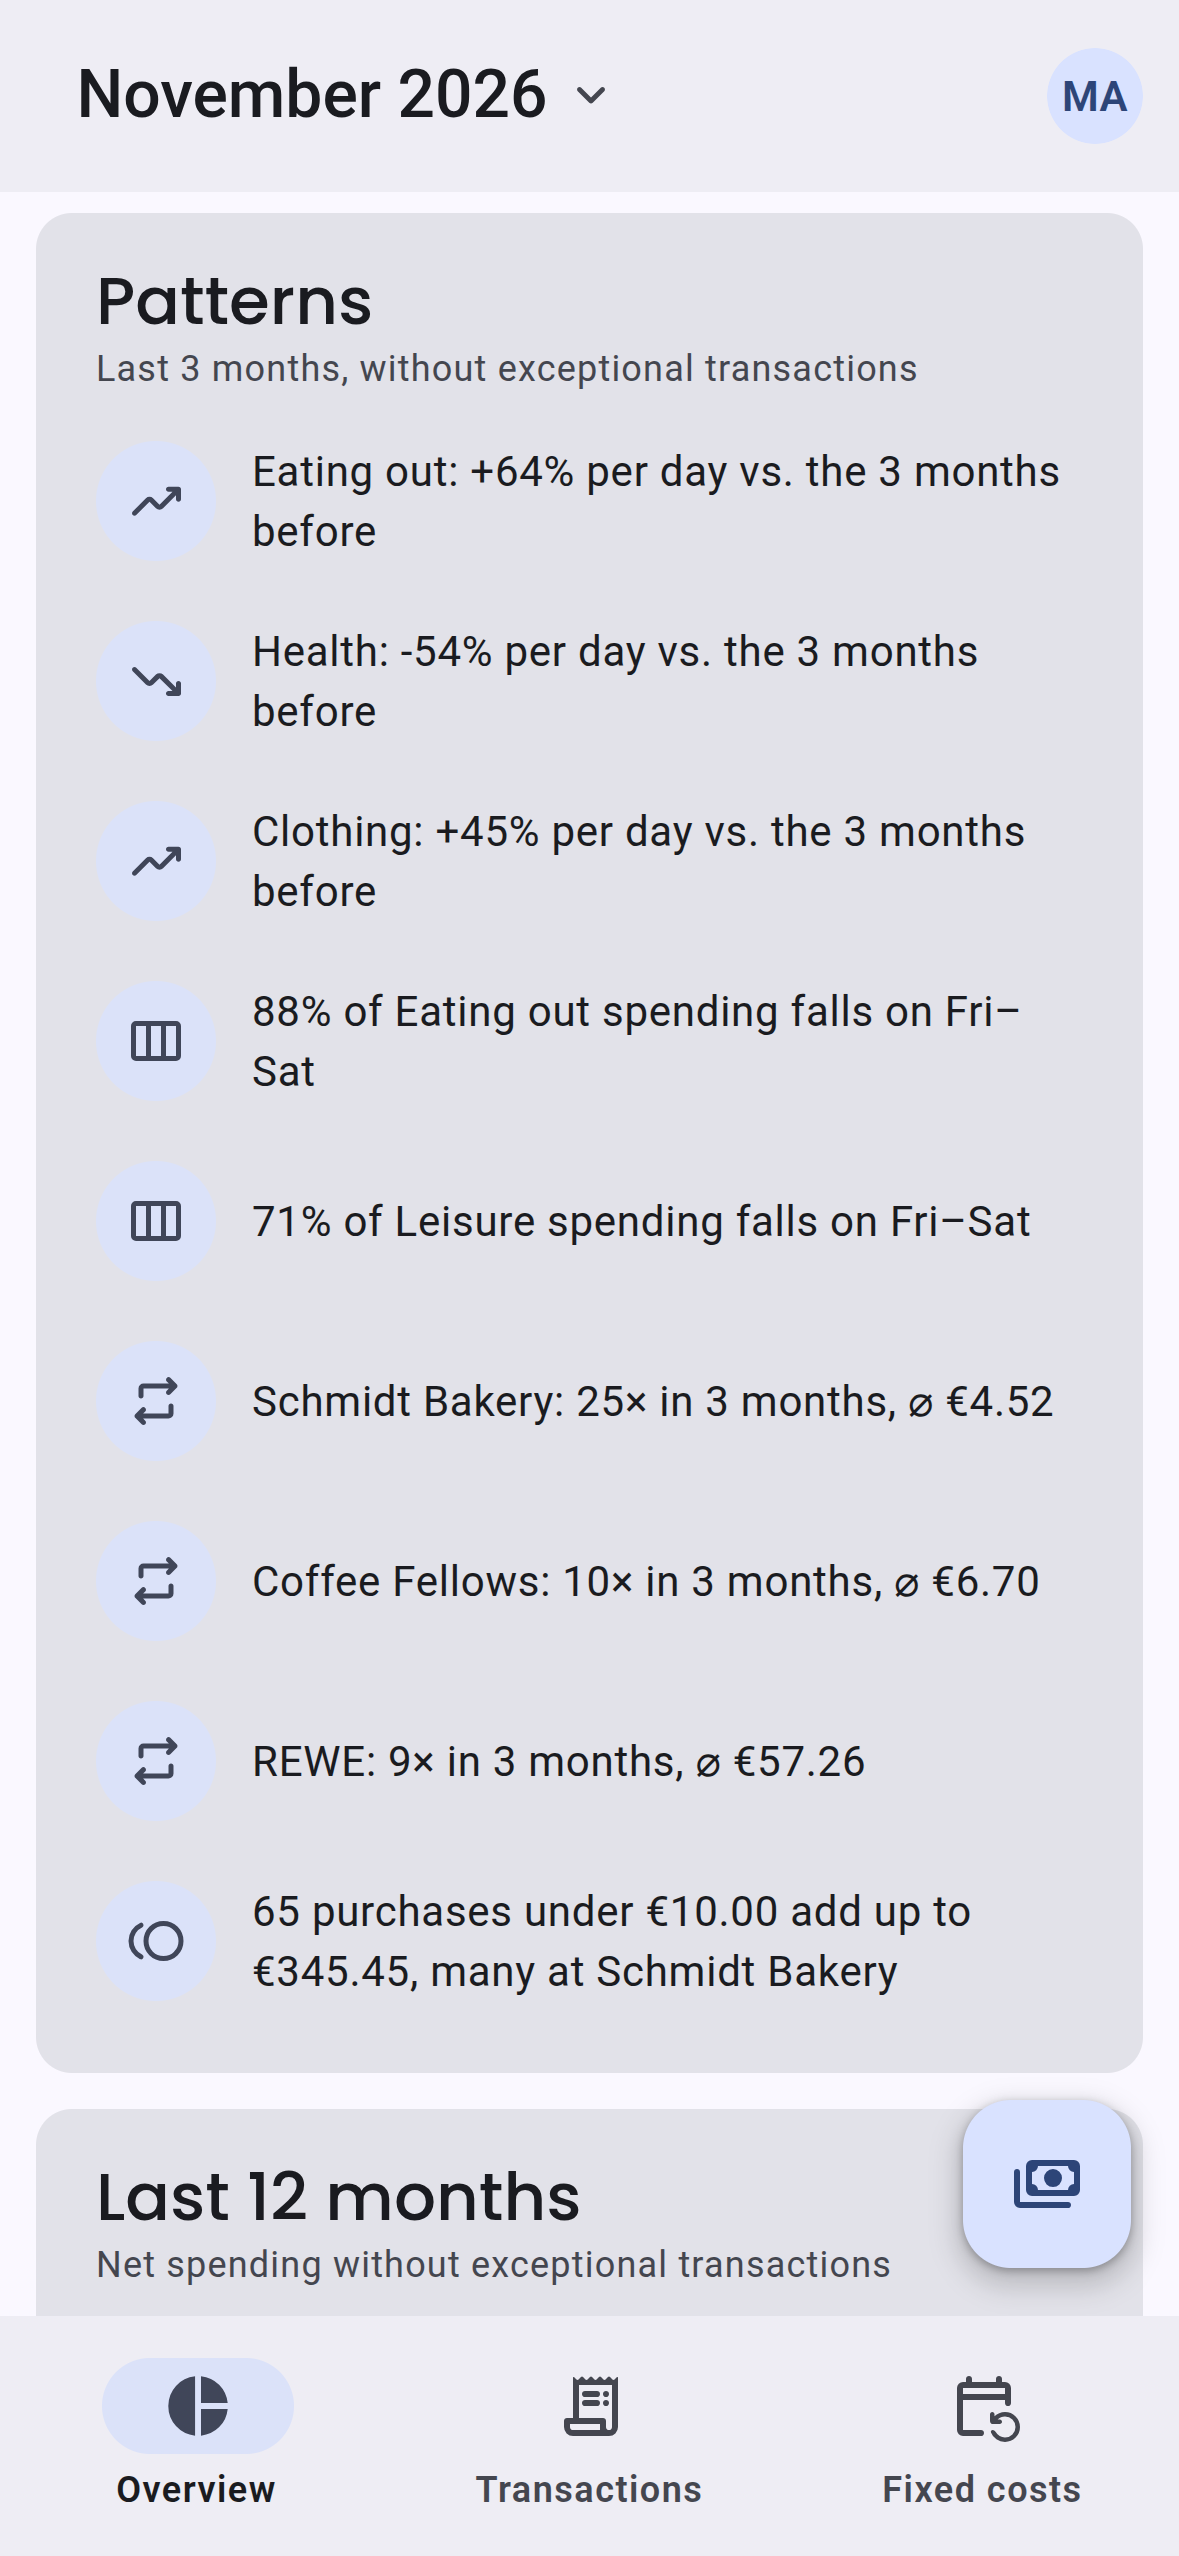 November 2026
MA
Patterns
Last 3 months, without exceptional transactions
Eating out: +64% per day vs. the 3 months
before
Health: -54% per day vs. the 3 months
before
Clothing: +45% per day vs. the 3 months
before
88% of Eating out spending falls on Fri–
Sat
71% of Leisure spending falls on Fri–Sat
Schmidt Bakery: 25× in 3 months, ⌀ €4.52
Coffee Fellows: 10× in 3 months, ⌀ €6.70
REWE: 9× in 3 months, ⌀ €57.26
65 purchases under €10.00 add up to
€345.45, many at Schmidt Bakery
Last 12 months
Net spending without exceptional transactions
Overview
Transactions
Fixed costs